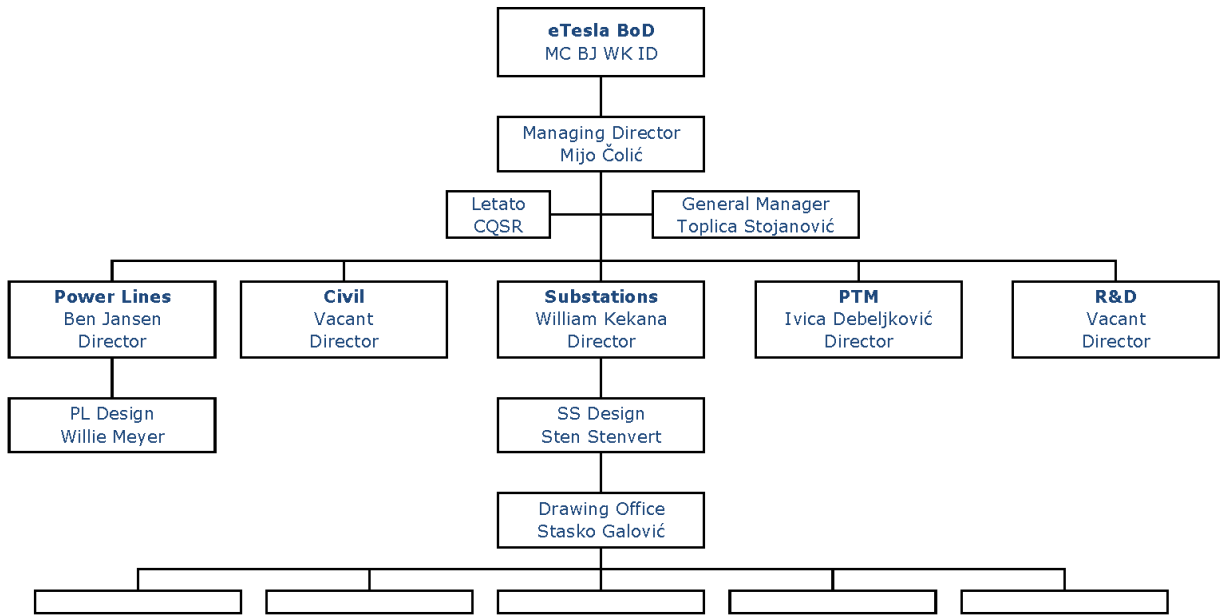 eTesla BoD
MC BJ WK ID
Managing Director
Mijo Čolić
Letato
CQSR
General Manager
Toplica Stojanović
Power Lines
Ben Jansen
Director
Civil
Vacant
Director
Substations
William Kekana
Director
PTM
Ivica Debeljković
Director
R&D
Vacant
Director
PL Design
Willie Meyer
SS Design
Sten Stenvert
Drawing Office
Stasko Galović